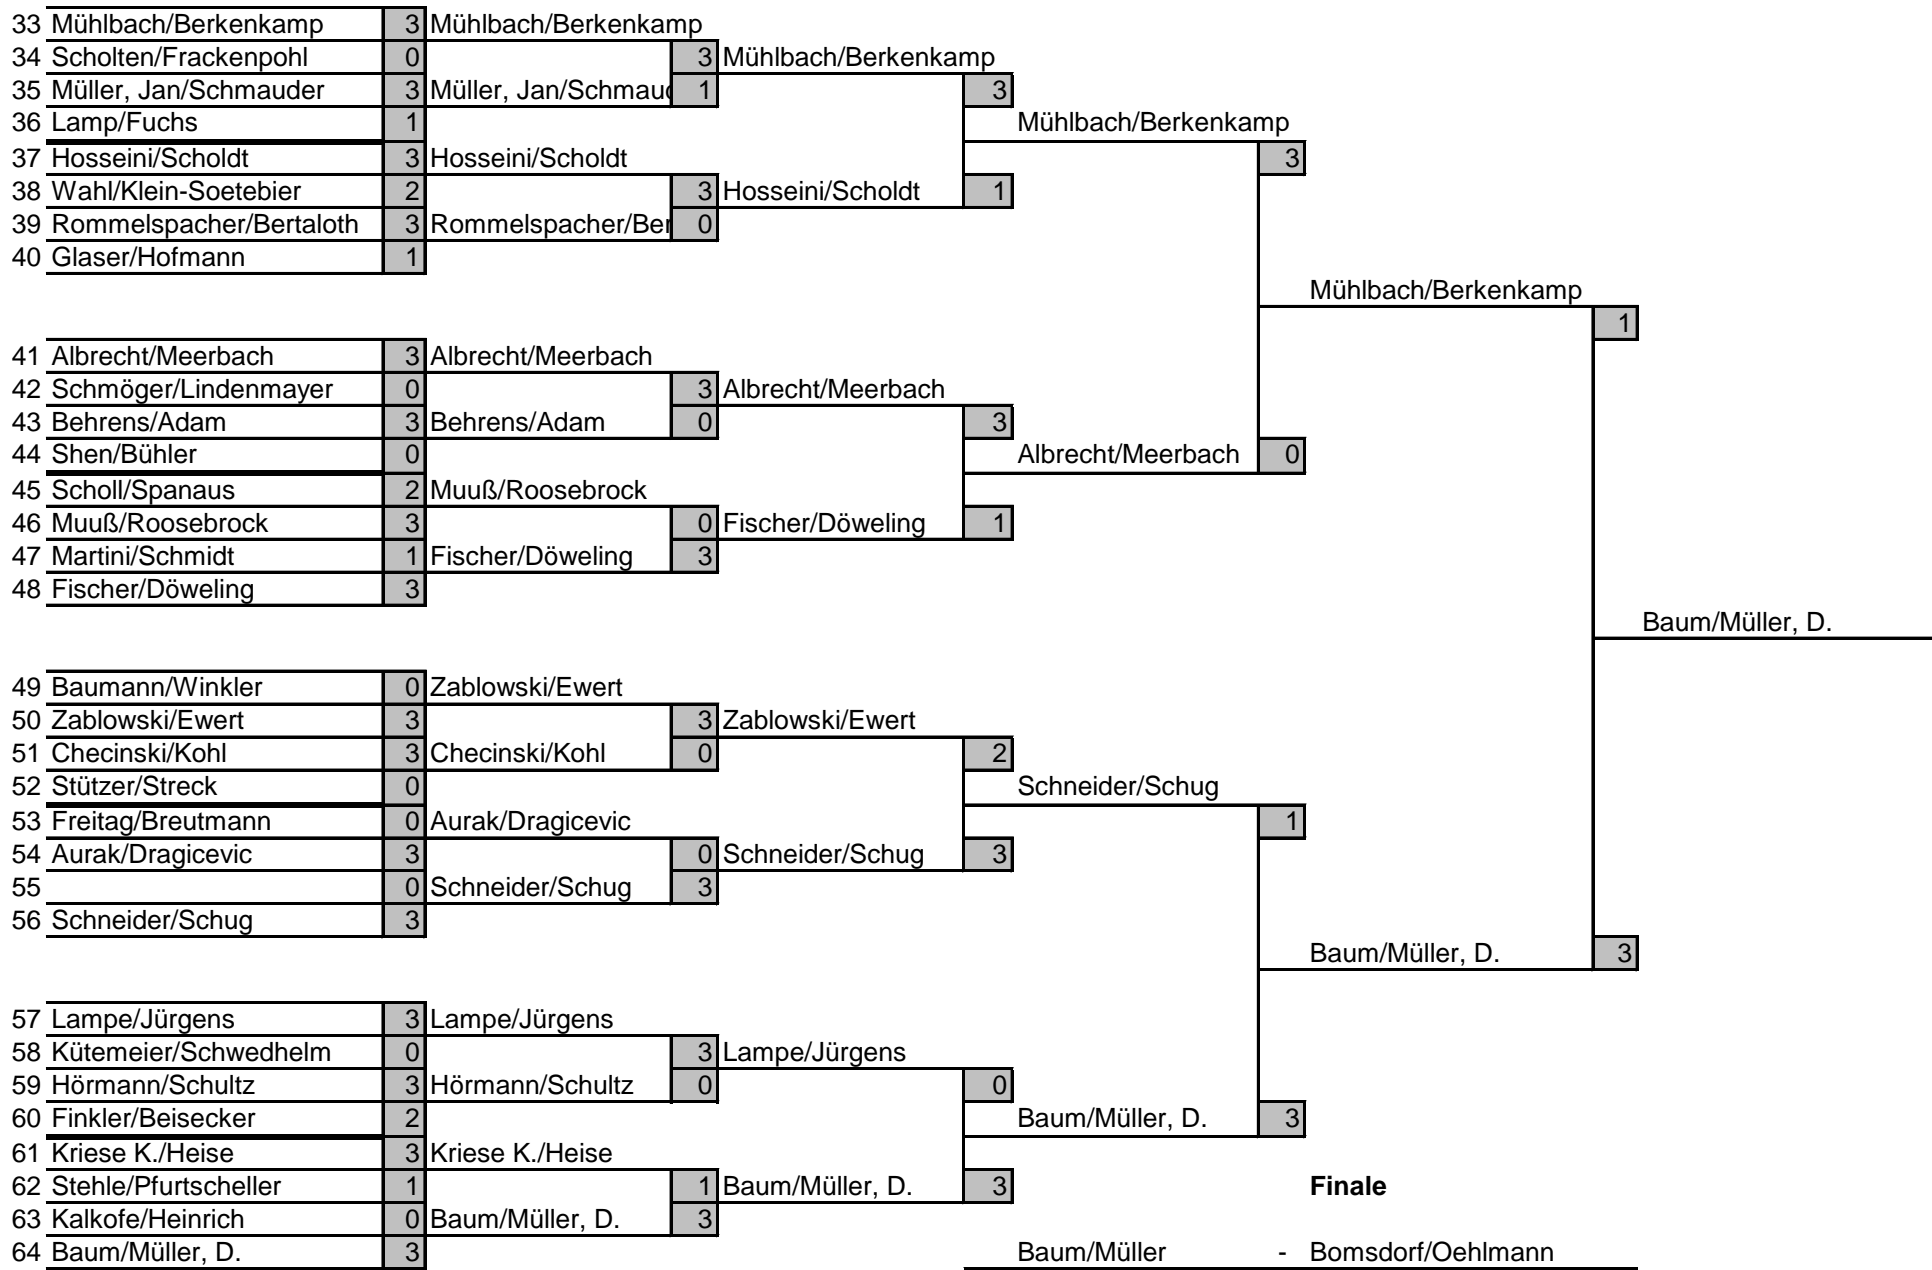 33 Mühlbach/Berkenkamp 3 Mühlbach/Berkenkamp
34 Scholten/Frackenpohl 0 3 Mühlbach/Berkenkamp
35 Müller, Jan/Schmauder 3 Müller, Jan/Schmaud 1 3
36 Lamp/Fuchs 1 Mühlbach/Berkenkamp
37 Hosseini/Scholdt 3 Hosseini/Scholdt 3
38 Wahl/Klein-Soetebier 2 3 Hosseini/Scholdt 1
39 Rommelspacher/Bertaloth 3 Rommelspacher/Ber 0
40 Glaser/Hofmann 1
Mühlbach/Berkenkamp
1
41 Albrecht/Meerbach 3 Albrecht/Meerbach
42 Schmöger/Lindenmayer 0 3 Albrecht/Meerbach
43 Behrens/Adam 3 Behrens/Adam 0 3
44 Shen/Bühler 0 Albrecht/Meerbach 0
45 Scholl/Spanaus 2 Muuß/Roosebrock
46 Muuß/Roosebrock 3 0 Fischer/Döweling 1
47 Martini/Schmidt 1 Fischer/Döweling 3
48 Fischer/Döweling 3
Baum/Müller, D.
49 Baumann/Winkler 0 Zablowski/Ewert
50 Zablowski/Ewert 3 3 Zablowski/Ewert
51 Checinski/Kohl 3 Checinski/Kohl 0 2
52 Stützer/Streck 0 Schneider/Schug
53 Freitag/Breutmann 0 Aurak/Dragicevic 1
54 Aurak/Dragicevic 3 0 Schneider/Schug 3
55 0 Schneider/Schug 3
56 Schneider/Schug 3
Baum/Müller, D. 3
57 Lampe/Jürgens 3 Lampe/Jürgens
58 Kütemeier/Schwedhelm 0 3 Lampe/Jürgens
59 Hörmann/Schultz 3 Hörmann/Schultz 0 0
60 Finkler/Beisecker 2 Baum/Müller, D. 3
61 Kriese K./Heise 3 Kriese K./Heise
62 Stehle/Pfurtscheller 1 1 Baum/Müller, D. 3 Finale
63 Kalkofe/Heinrich 0 Baum/Müller, D. 3
64 Baum/Müller, D. 3 Baum/Müller - Bomsdorf/Oehlmann